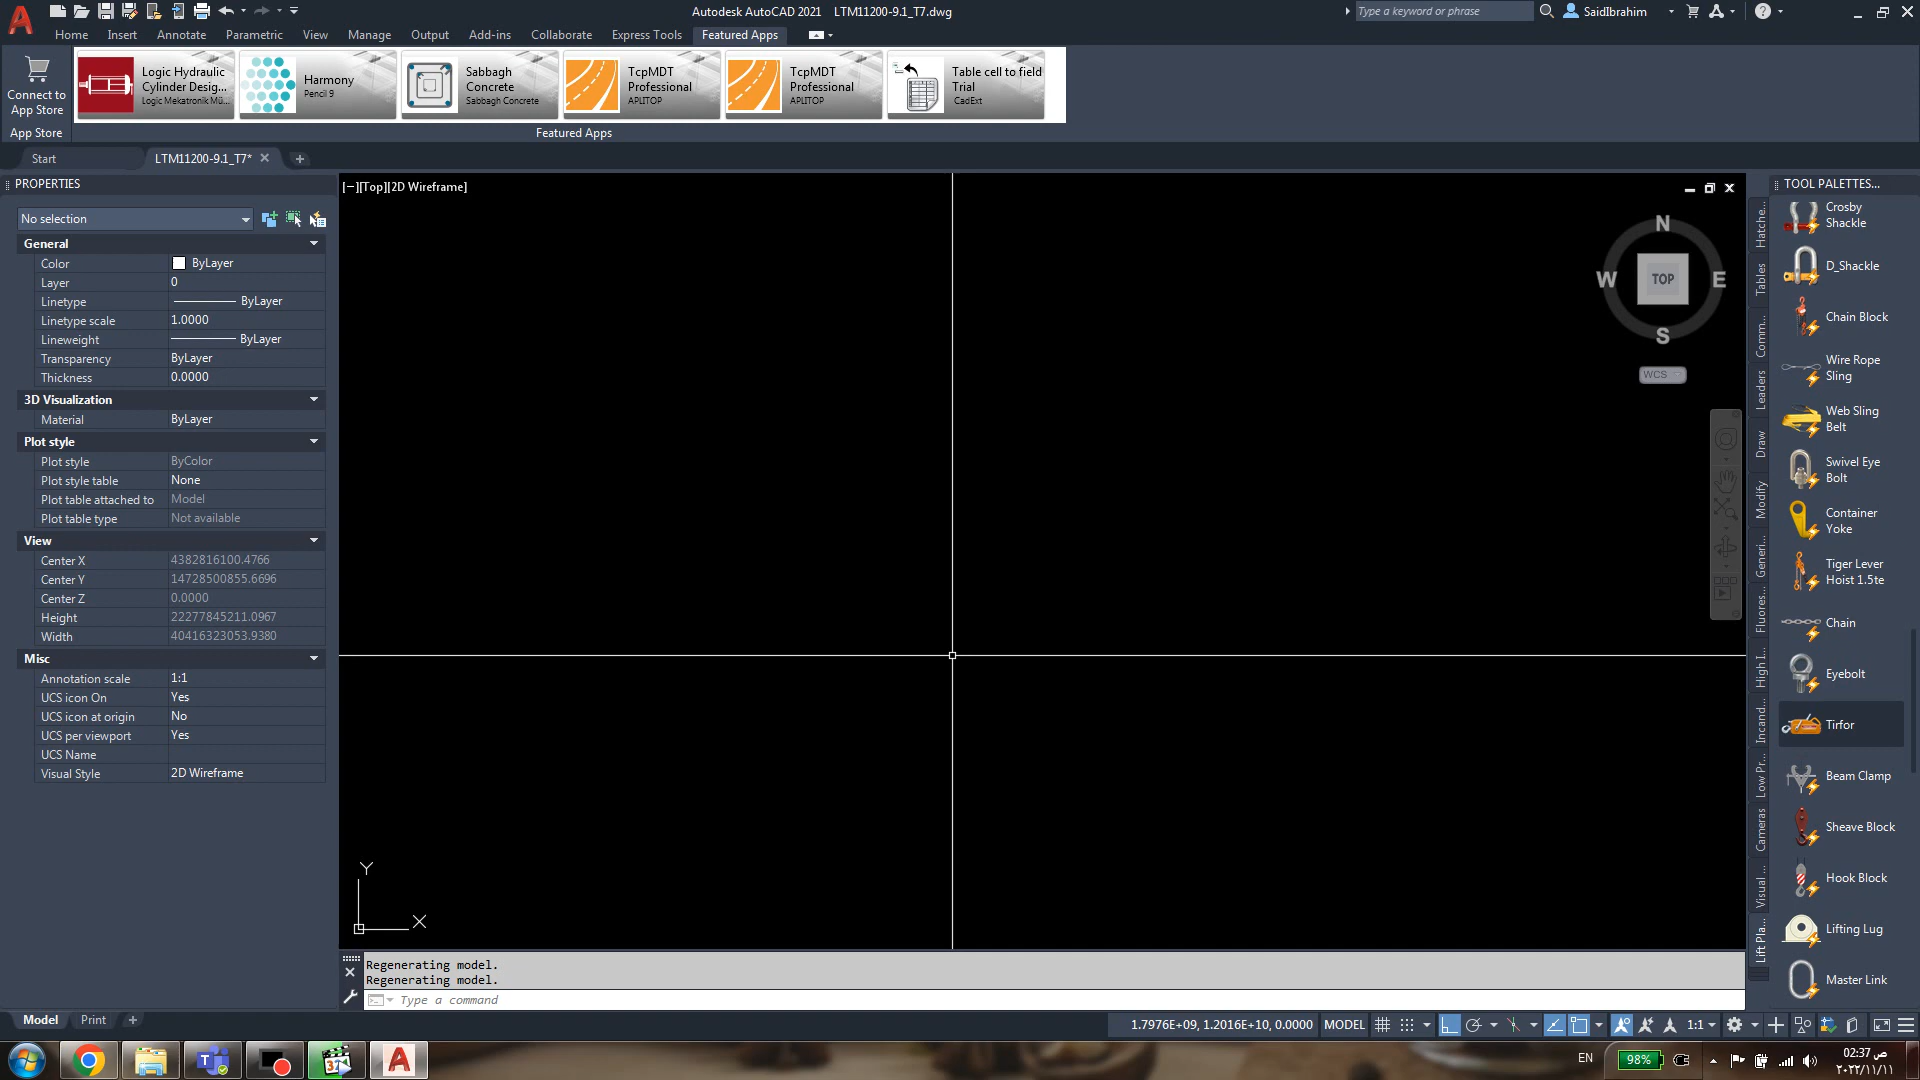 Autodesk AutoCAD 2021 LTM11200-9.1_T7.dwg
Type a keyword or phrase
SaidIbrahim
Home Insert Annotate Parametric View Manage Output Add-ins Collaborate Express Tools Featured Apps
Connect to
App Store
App Store
Logic Hydraulic
Cylinder Desig...
Logic Mekatronik Mü...
Harmony
Pencil 9
Sabbagh
Concrete
Sabbagh Concrete
TcpMDT
Professional
APLITOP
TcpMDT
Professional
APLITOP
Table cell to field
Trial
CadExt
Featured Apps
Start
LTM11200-9.1_T7*
PROPERTIES
No selection
General
Color ByLayer
Layer 0
Linetype ByLayer
Linetype scale 1.0000
Lineweight ByLayer
Transparency ByLayer
Thickness 0.0000
3D Visualization
Material ByLayer
Plot style
Plot style ByColor
Plot style table None
Plot table attached to Model
Plot table type Not available
View
Center X 4382816100.4766
Center Y 14728500855.6696
Center Z 0.0000
Height 22277845211.0967
Width 40416323053.9380
Misc
Annotation scale 1:1
UCS icon On Yes
UCS icon at origin No
UCS per viewport Yes
UCS Name
Visual Style 2D Wireframe
[−][Top][2D Wireframe]
N
W TOP E
S
WCS
Y
X
Regenerating model.
Regenerating model.
Type a command
TOOL PALETTES...
Hatche...
Tables
Comm...
Leaders
Draw
Modify
Generi...
Fluores...
High I...
Incand...
Low Pr...
Cameras
Visual ...
Lift Pla...
Crosby
Shackle
D_Shackle
Chain Block
Wire Rope
Sling
Web Sling
Belt
Swivel Eye
Bolt
Container
Yoke
Tiger Lever
Hoist 1.5te
Chain
Eyebolt
Tirfor
Beam Clamp
Sheave Block
Hook Block
Lifting Lug
Master Link
Model Print
1.7976E+09, 1.2016E+10, 0.0000 MODEL
1:1
EN
98%
02:37 ص
٢٠٢٢/١١/١١